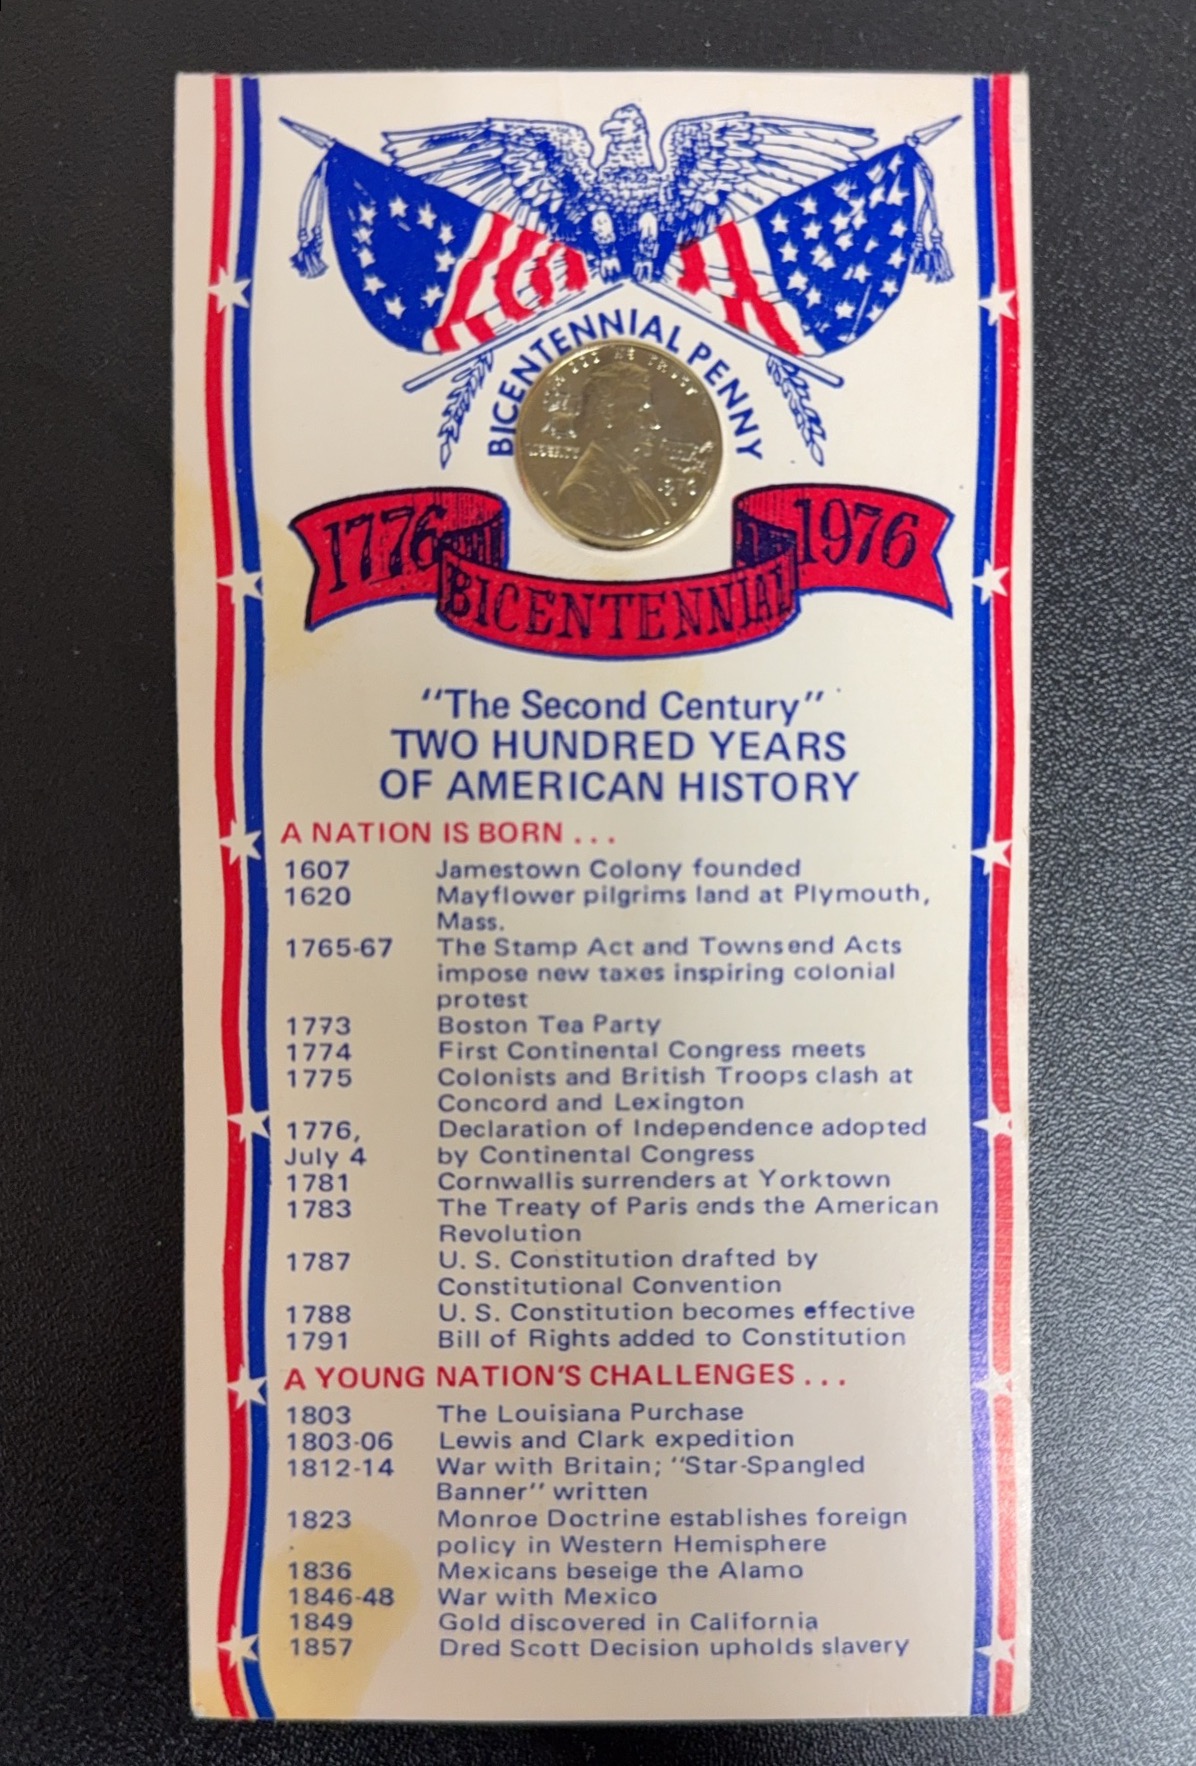 BICENTENNIAL PENNY
IN GOD WE TRUST
LIBERTY
1976
1776 BICENTENNIAL 1976
"The Second Century"
TWO HUNDRED YEARS
OF AMERICAN HISTORY
A NATION IS BORN . . .
1607 Jamestown Colony founded
1620 Mayflower pilgrims land at Plymouth,
Mass.
1765-67 The Stamp Act and Townsend Acts
impose new taxes inspiring colonial
protest
1773 Boston Tea Party
1774 First Continental Congress meets
1775 Colonists and British Troops clash at
Concord and Lexington
1776, Declaration of Independence adopted
July 4 by Continental Congress
1781 Cornwallis surrenders at Yorktown
1783 The Treaty of Paris ends the American
Revolution
1787 U. S. Constitution drafted by
Constitutional Convention
1788 U. S. Constitution becomes effective
1791 Bill of Rights added to Constitution
A YOUNG NATION'S CHALLENGES . . .
1803 The Louisiana Purchase
1803-06 Lewis and Clark expedition
1812-14 War with Britain; "Star-Spangled
Banner" written
1823 Monroe Doctrine establishes foreign
policy in Western Hemisphere
1836 Mexicans beseige the Alamo
1846-48 War with Mexico
1849 Gold discovered in California
1857 Dred Scott Decision upholds slavery